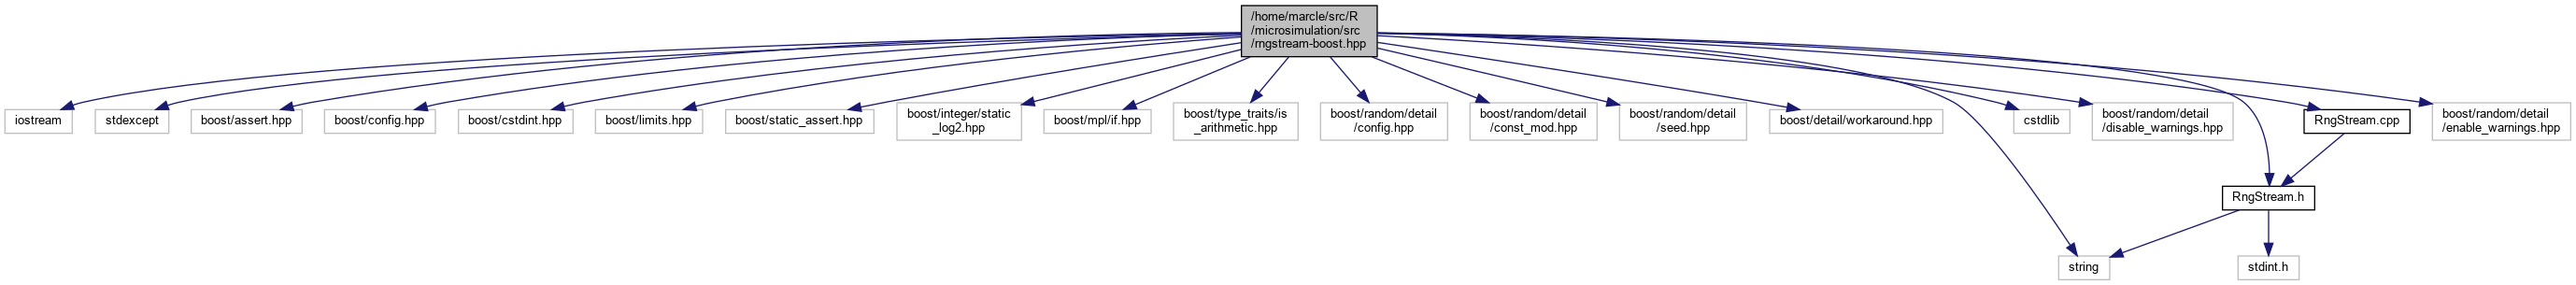 /home/marcle/src/R
/microsimulation/src
/rngstream-boost.hpp
iostream
stdexcept
boost/assert.hpp
boost/config.hpp
boost/cstdint.hpp
boost/limits.hpp
boost/static_assert.hpp
boost/integer/static
_log2.hpp
boost/mpl/if.hpp
boost/type_traits/is
_arithmetic.hpp
boost/random/detail
/config.hpp
boost/random/detail
/const_mod.hpp
boost/random/detail
/seed.hpp
boost/detail/workaround.hpp
cstdlib
boost/random/detail
/disable_warnings.hpp
RngStream.cpp
boost/random/detail
/enable_warnings.hpp
RngStream.h
string
stdint.h